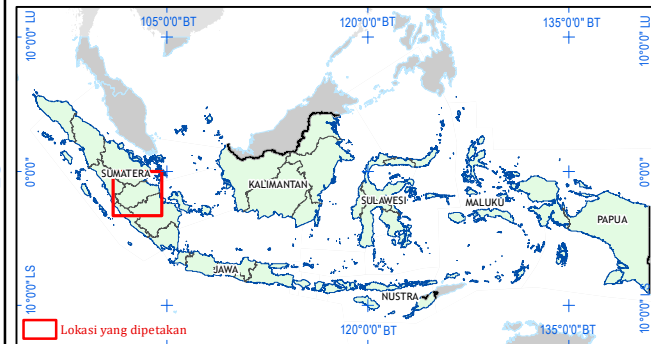 105°0'0"BT
120°0'0"BT
135°0'0"BT
10°0'0" LU
10°0'0" LU
0°0'0"
0°0'0"
SUMATERA
KALIMANTAN
SULAWESI
MALUKU
PAPUA
JAWA
NUSTRA
10°0'0"LS
10°0'0"LS
Lokasi yang dipetakan
120°0'0"BT
135°0'0"BT